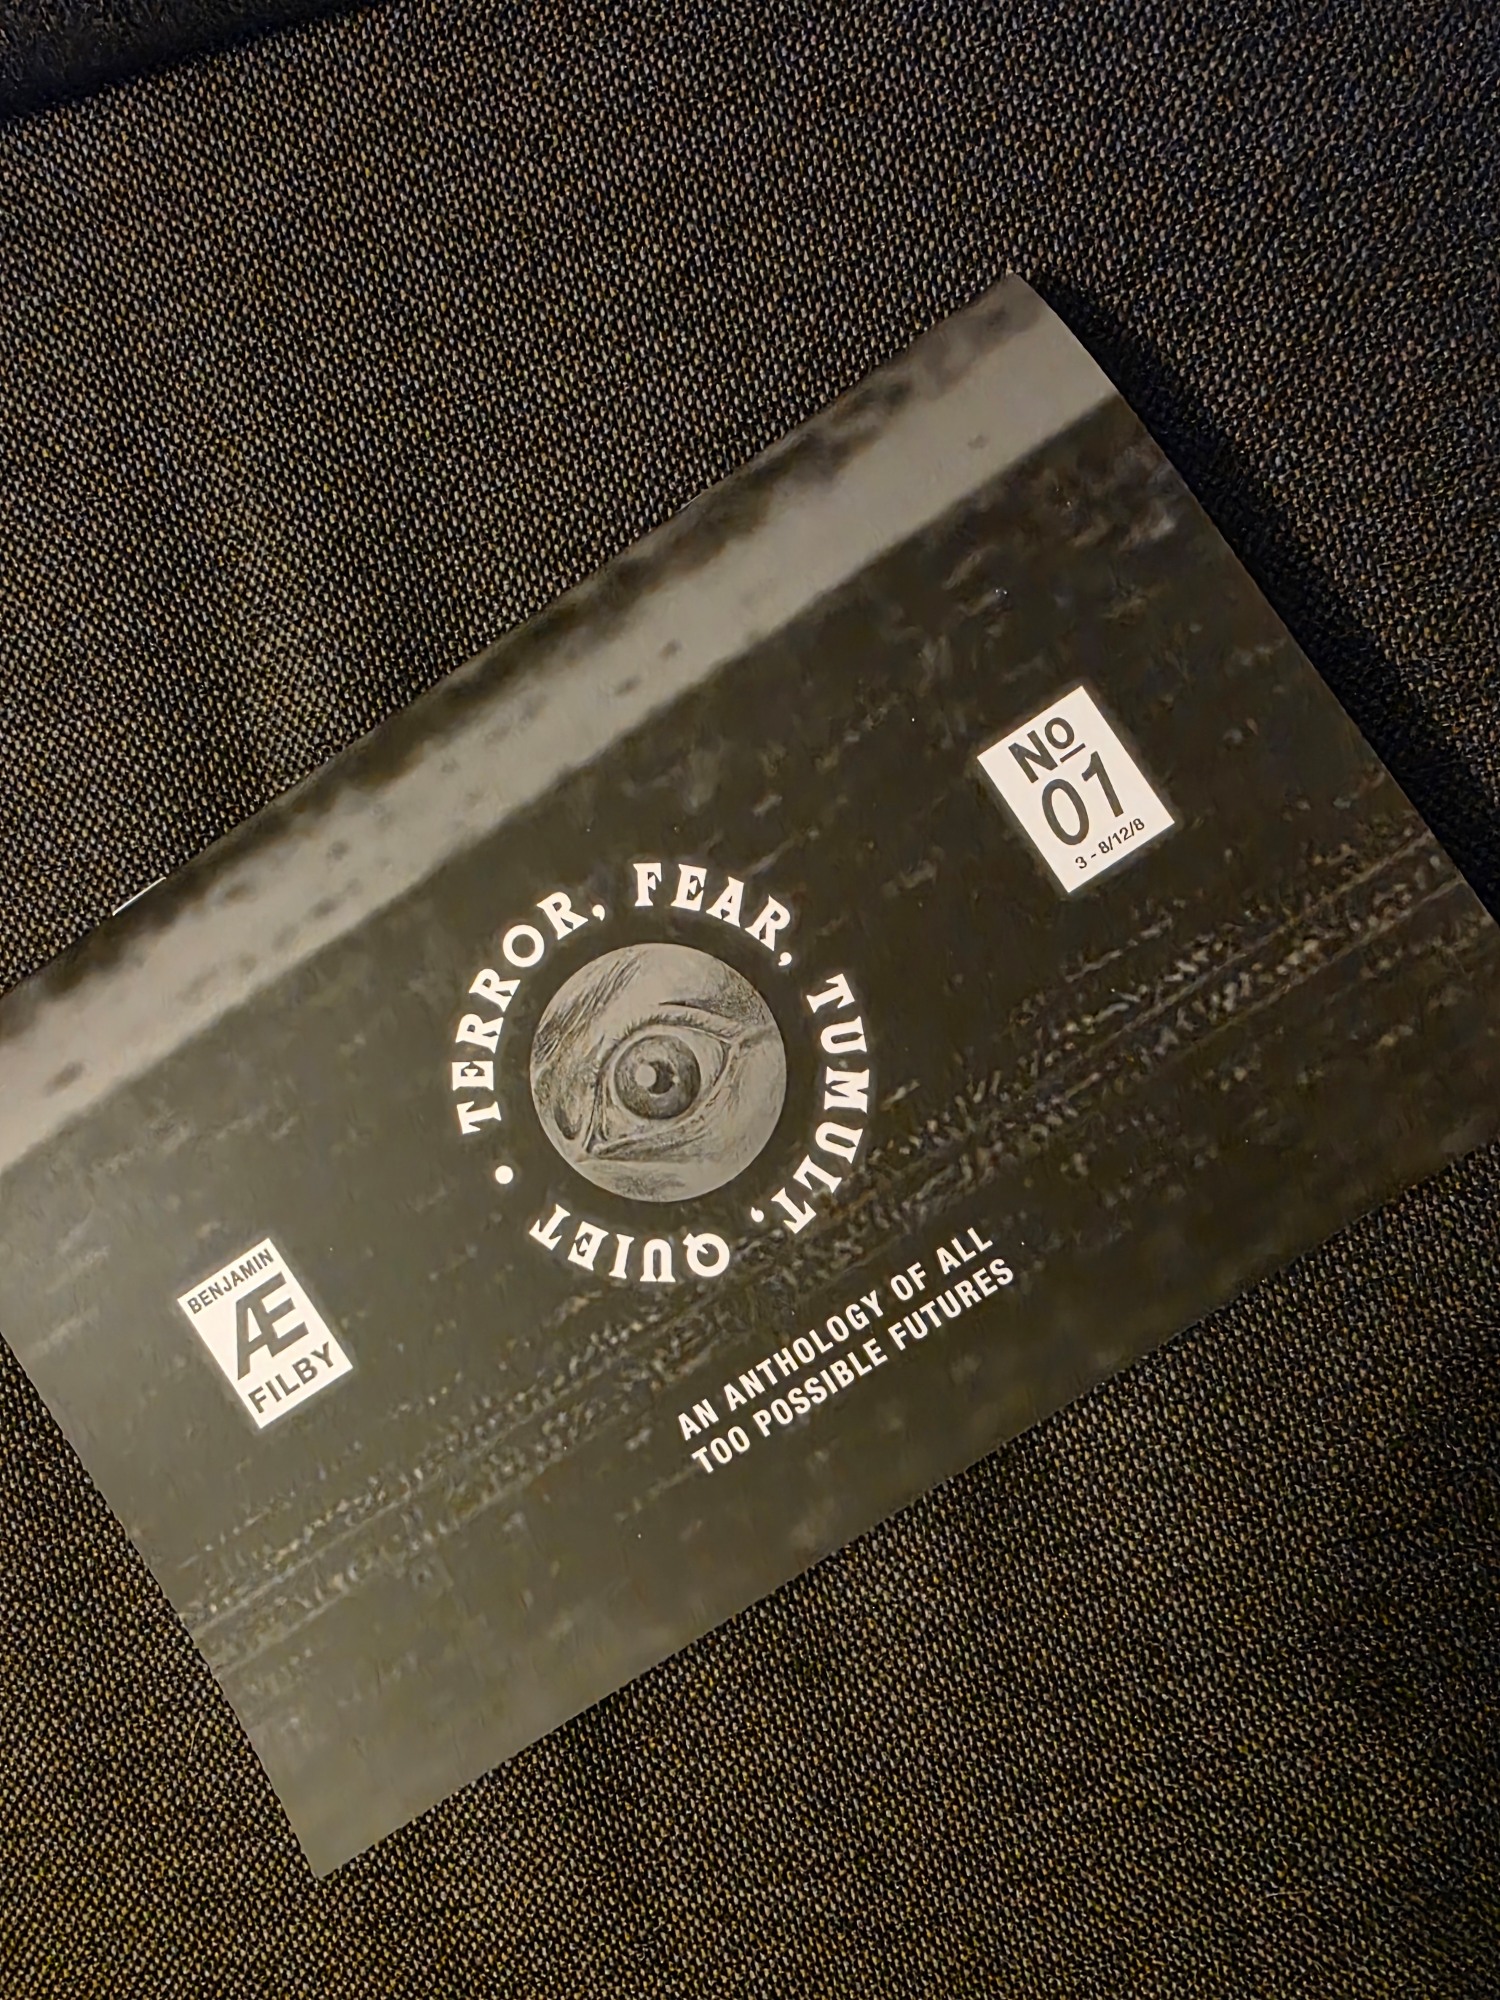 No
01
3 - 8/12/8
TERROR, FEAR, TUMULT, QUIET •
BENJAMIN
Æ
FILBY
AN ANTHOLOGY OF ALL
TOO POSSIBLE FUTURES